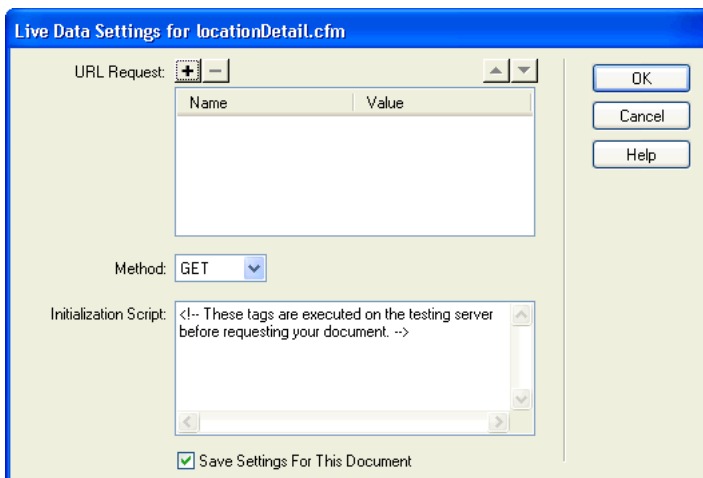 Live Data Settings for locationDetail.cfm
URL Request:
Name Value
OK
Cancel
Help
Method: GET
Initialization Script: <!-- These tags are executed on the testing server
before requesting your document. -->
Save Settings For This Document